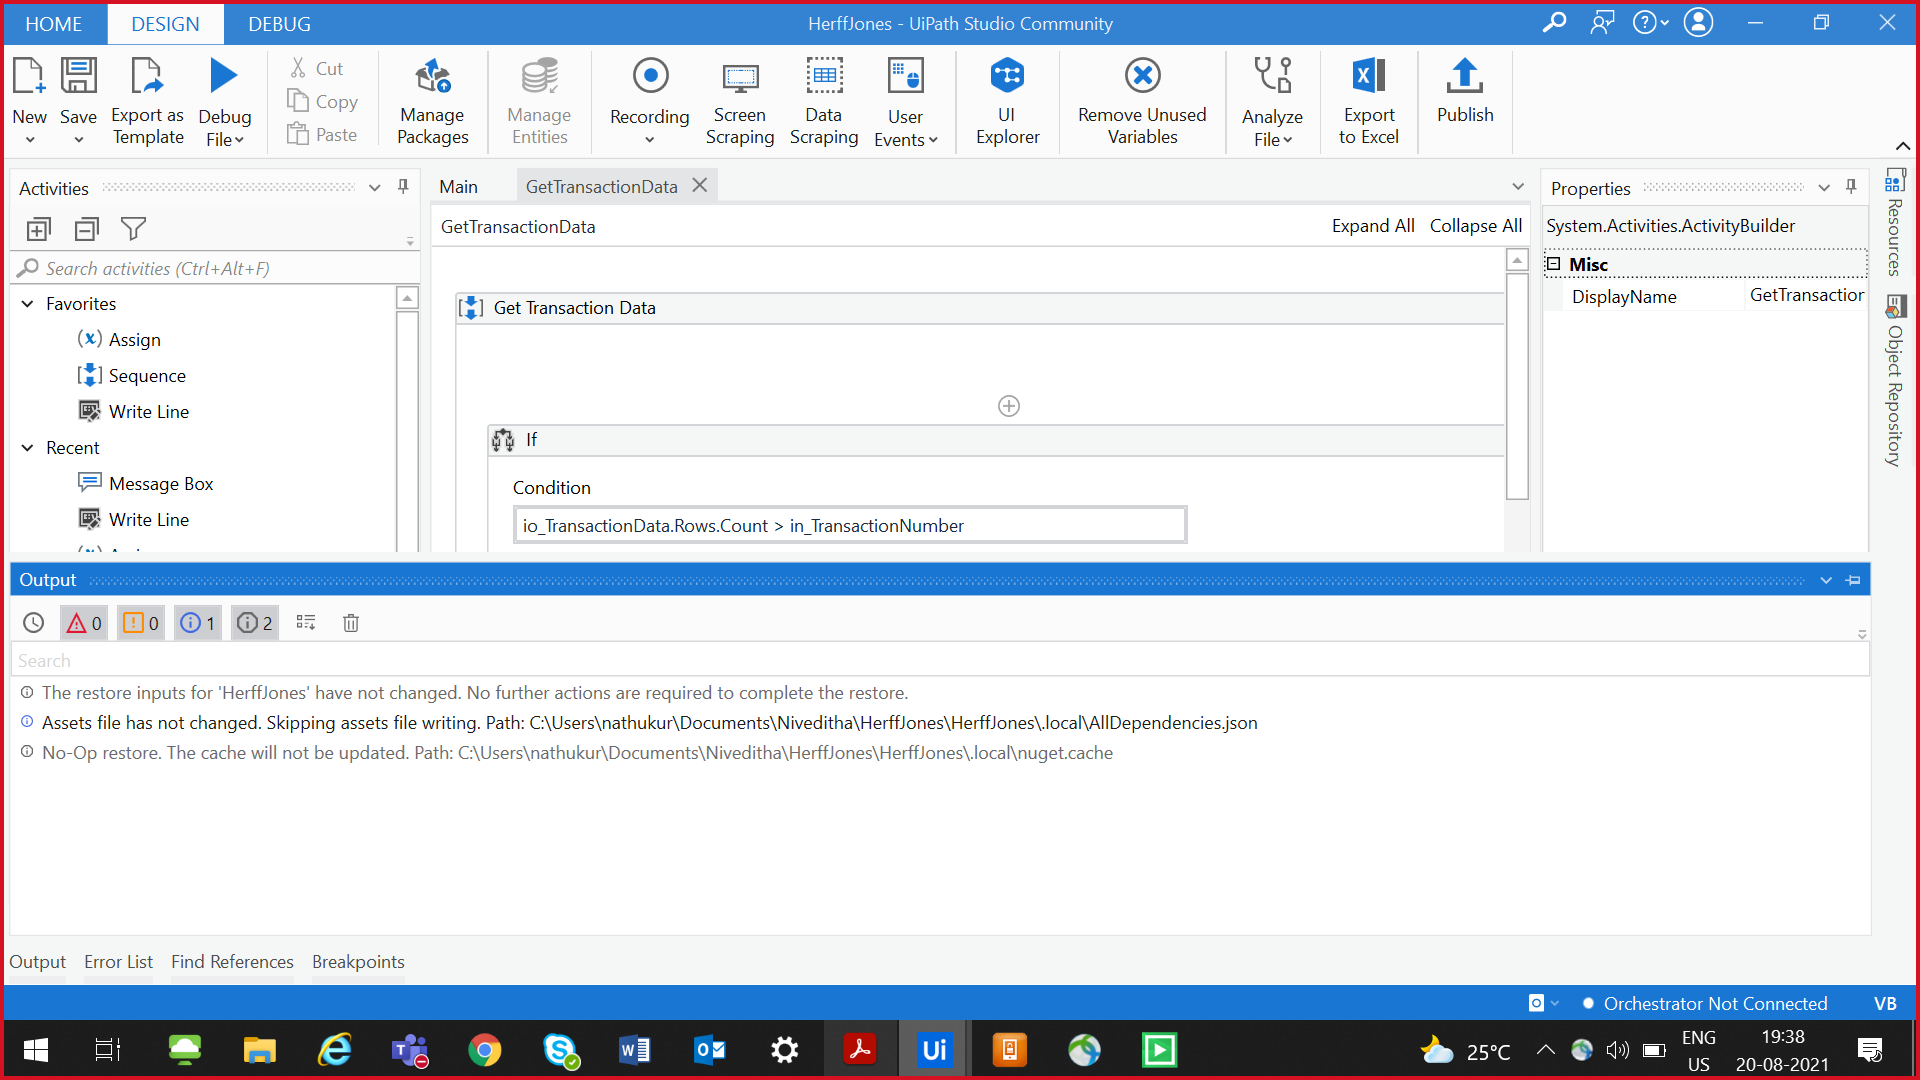 HOME DESIGN DEBUG HerffJones - UiPath Studio Community
New Save Export as Template Debug File Cut Copy Paste Manage Packages Manage Entities Recording Screen Scraping Data Scraping User Events UI Explorer Remove Unused Variables Analyze File Export to Excel Publish
Activities
Search activities (Ctrl+Alt+F)
Favorites
Assign
Sequence
Write Line
Recent
Message Box
Write Line
Main GetTransactionData
GetTransactionData Expand All Collapse All
Get Transaction Data
If
Condition
io_TransactionData.Rows.Count > in_TransactionNumber
Properties
System.Activities.ActivityBuilder
Misc
DisplayName GetTransaction
Resources
Object Repository
Output
0 0 1 2
Search
The restore inputs for 'HerffJones' have not changed. No further actions are required to complete the restore.
Assets file has not changed. Skipping assets file writing. Path: C:\Users\nathukur\Documents\Niveditha\HerffJones\HerffJones\.local\AllDependencies.json
No-Op restore. The cache will not be updated. Path: C:\Users\nathukur\Documents\Niveditha\HerffJones\HerffJones\.local\nuget.cache
Output Error List Find References Breakpoints
Orchestrator Not Connected VB
Ui
25°C
ENG
US
19:38
20-08-2021